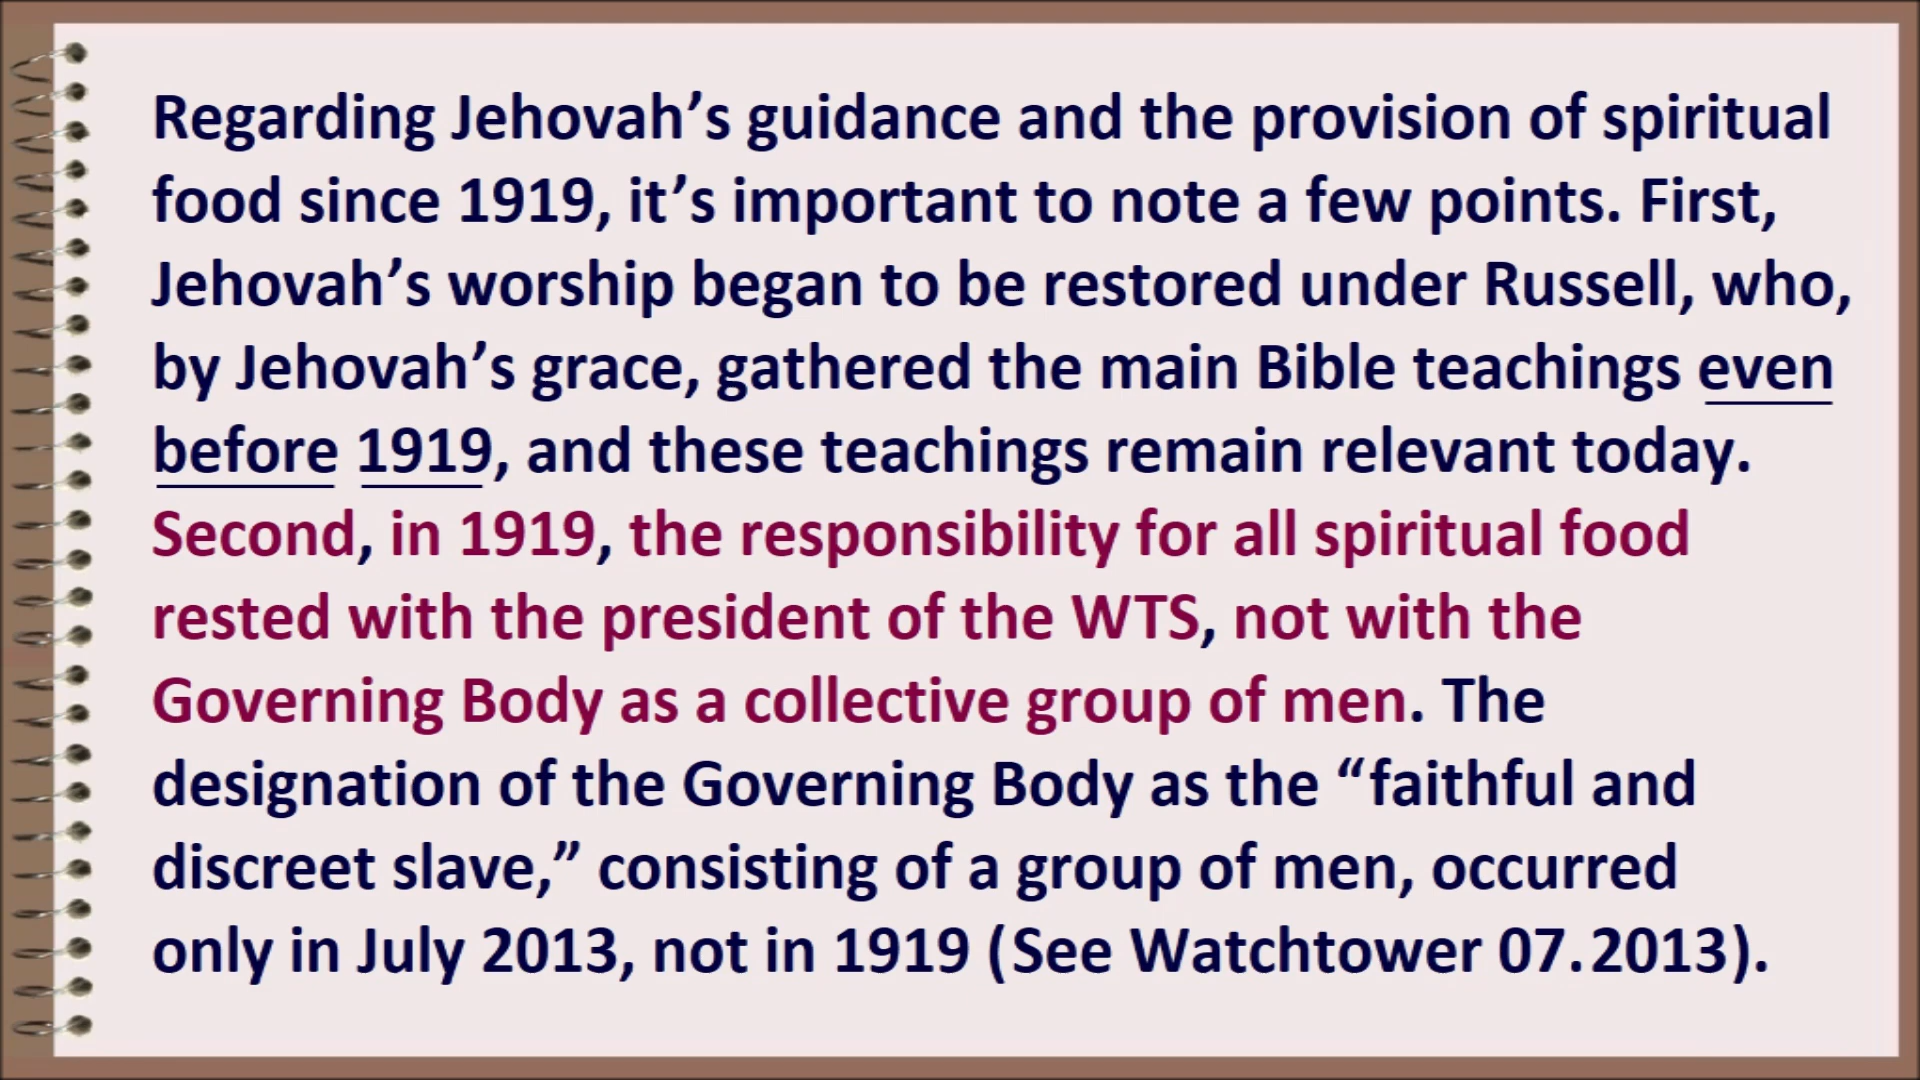 Regarding Jehovah’s guidance and the provision of spiritual
food since 1919, it’s important to note a few points. First,
Jehovah’s worship began to be restored under Russell, who,
by Jehovah’s grace, gathered the main Bible teachings even
before 1919, and these teachings remain relevant today.
Second, in 1919, the responsibility for all spiritual food
rested with the president of the WTS, not with the
Governing Body as a collective group of men. The
designation of the Governing Body as the “faithful and
discreet slave,” consisting of a group of men, occurred
only in July 2013, not in 1919 (See Watchtower 07.2013).